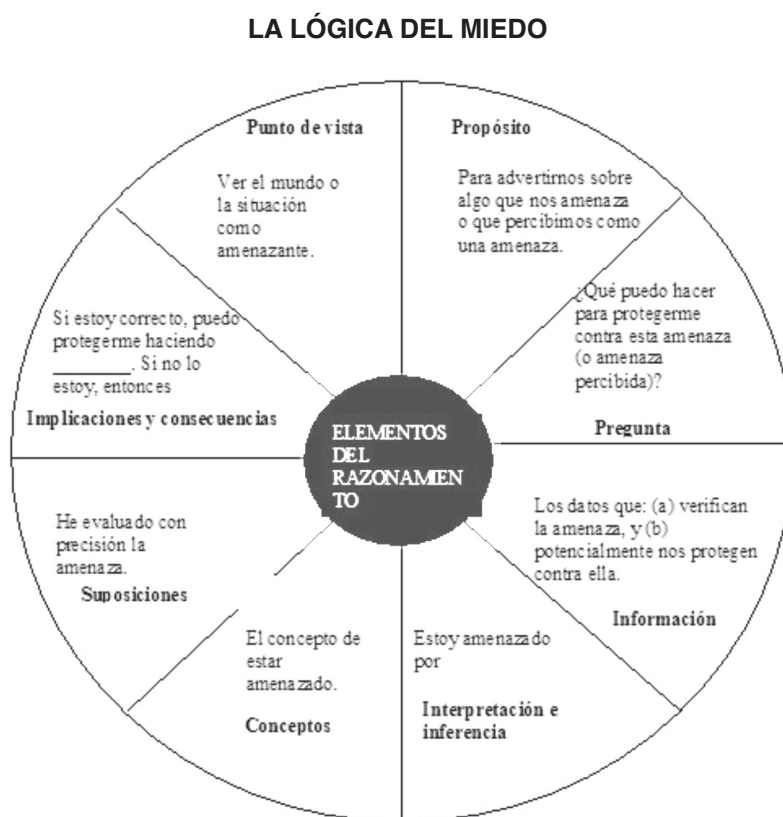 LA LÓGICA DEL MIEDO
Punto de vista
Ver el mundo o
la situación
como
amenazante.
Propósito
Para advertirnos sobre
algo que nos amenaza
o que percibimos como
una amenaza.
¿Qué puedo hacer
para protegerme
contra esta amenaza
(o amenaza
percibida)?
Pregunta
Los datos que: (a) verifican
la amenaza, y (b)
potencialmente nos protegen
contra ella.
Información
Estoy amenazado
por
Interpretación e
inferencia
El concepto de
estar
amenazado.
Conceptos
He evaluado con
precisión la
amenaza.
Suposiciones
Si estoy correcto, puedo
protegerme haciendo
________. Si no lo
estoy, entonces
Implicaciones y consecuencias
ELEMENTOS
DEL
RAZONAMIEN
TO